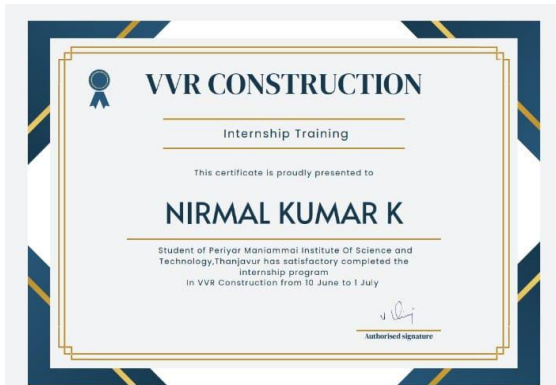 VVR CONSTRUCTION
Internship Training
This certificate is proudly presented to
NIRMAL KUMAR K
Student of Periyar Maniammai Institute Of Science and
Technology,Thanjavur has satisfactory completed the
internship program
In VVR Construction from 10 June to 1 July
Authorised signature